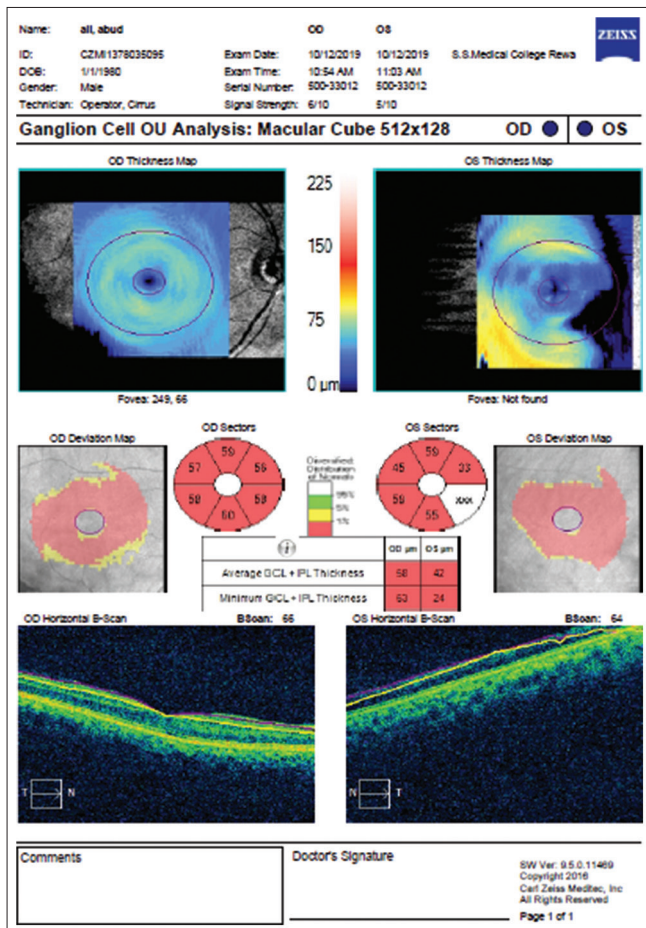 Name: ali, abud OD OS
ZEISS
ID: CZMI1378035095 Exam Date: 10/12/2019 10/12/2019 S.S.Medical College Rewa
DOB: 1/1/1980 Exam Time: 10:54 AM 11:03 AM
Gender: Male Serial Number: 500-33012 500-33012
Technician: Operator, Cirrus Signal Strength: 6/10 5/10
Ganglion Cell OU Analysis: Macular Cube 512x128 OD OS
OD Thickness Map OS Thickness Map
225
150
75
0 µm
Fovea: 249, 66 Fovea: Not found
OD Deviation Map OD Sectors OS Sectors OS Deviation Map
59 59
57 56 45 33
58 58 XXX
60 55
Diversified:
Distribution
of Normals
95%
5%
1%
OD µm OS µm
Average GCL + IPL Thickness 42
Minimum GCL + IPL Thickness 24
OD Horizontal B-Scan BScan: 66 OS Horizontal B-Scan BScan: 64
T N N T
Comments Doctor's Signature
SW Ver: 9.5.0.11469
Copyright 2016
Carl Zeiss Meditec, Inc
All Rights Reserved
Page 1 of 1